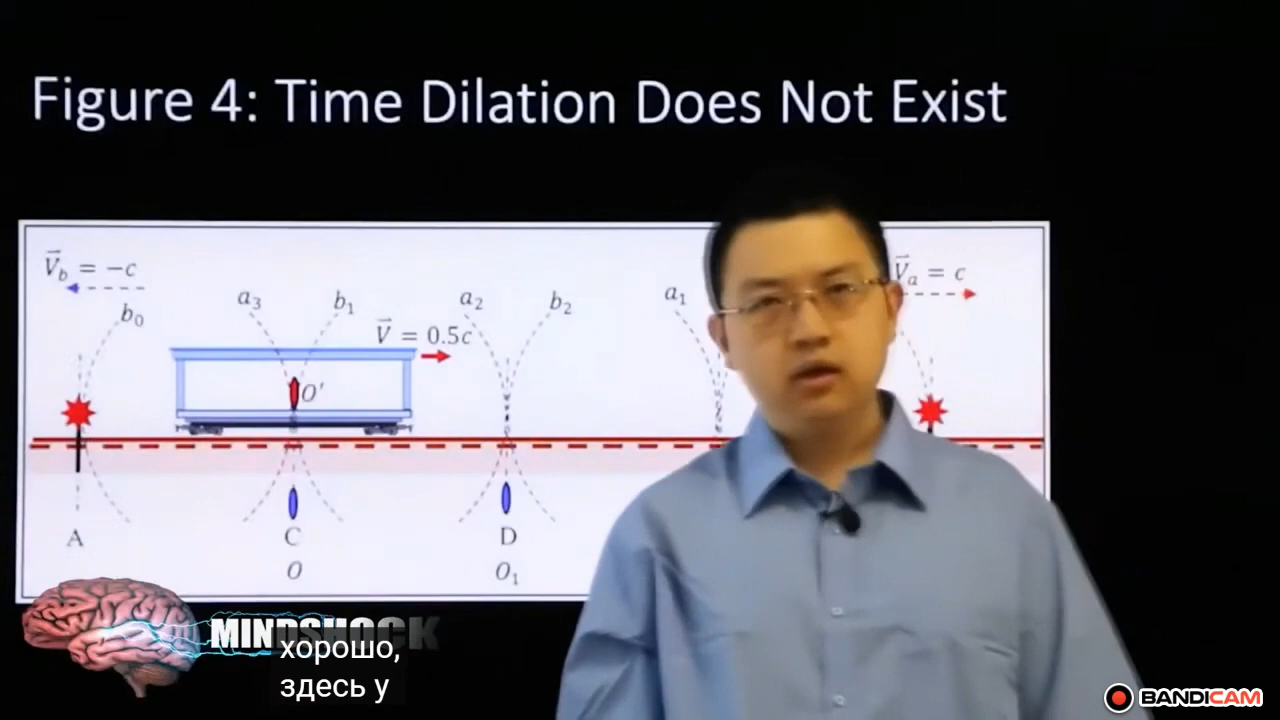 Figure 4: Time Dilation Does Not Exist
V⃗b = −c
V⃗a = c
b0
a3
b1
V⃗ = 0.5c
a2
b2
a1
O′
A
C
D
O
O1
MINDSHOCK
хорошо,
здесь у
BANDICAM